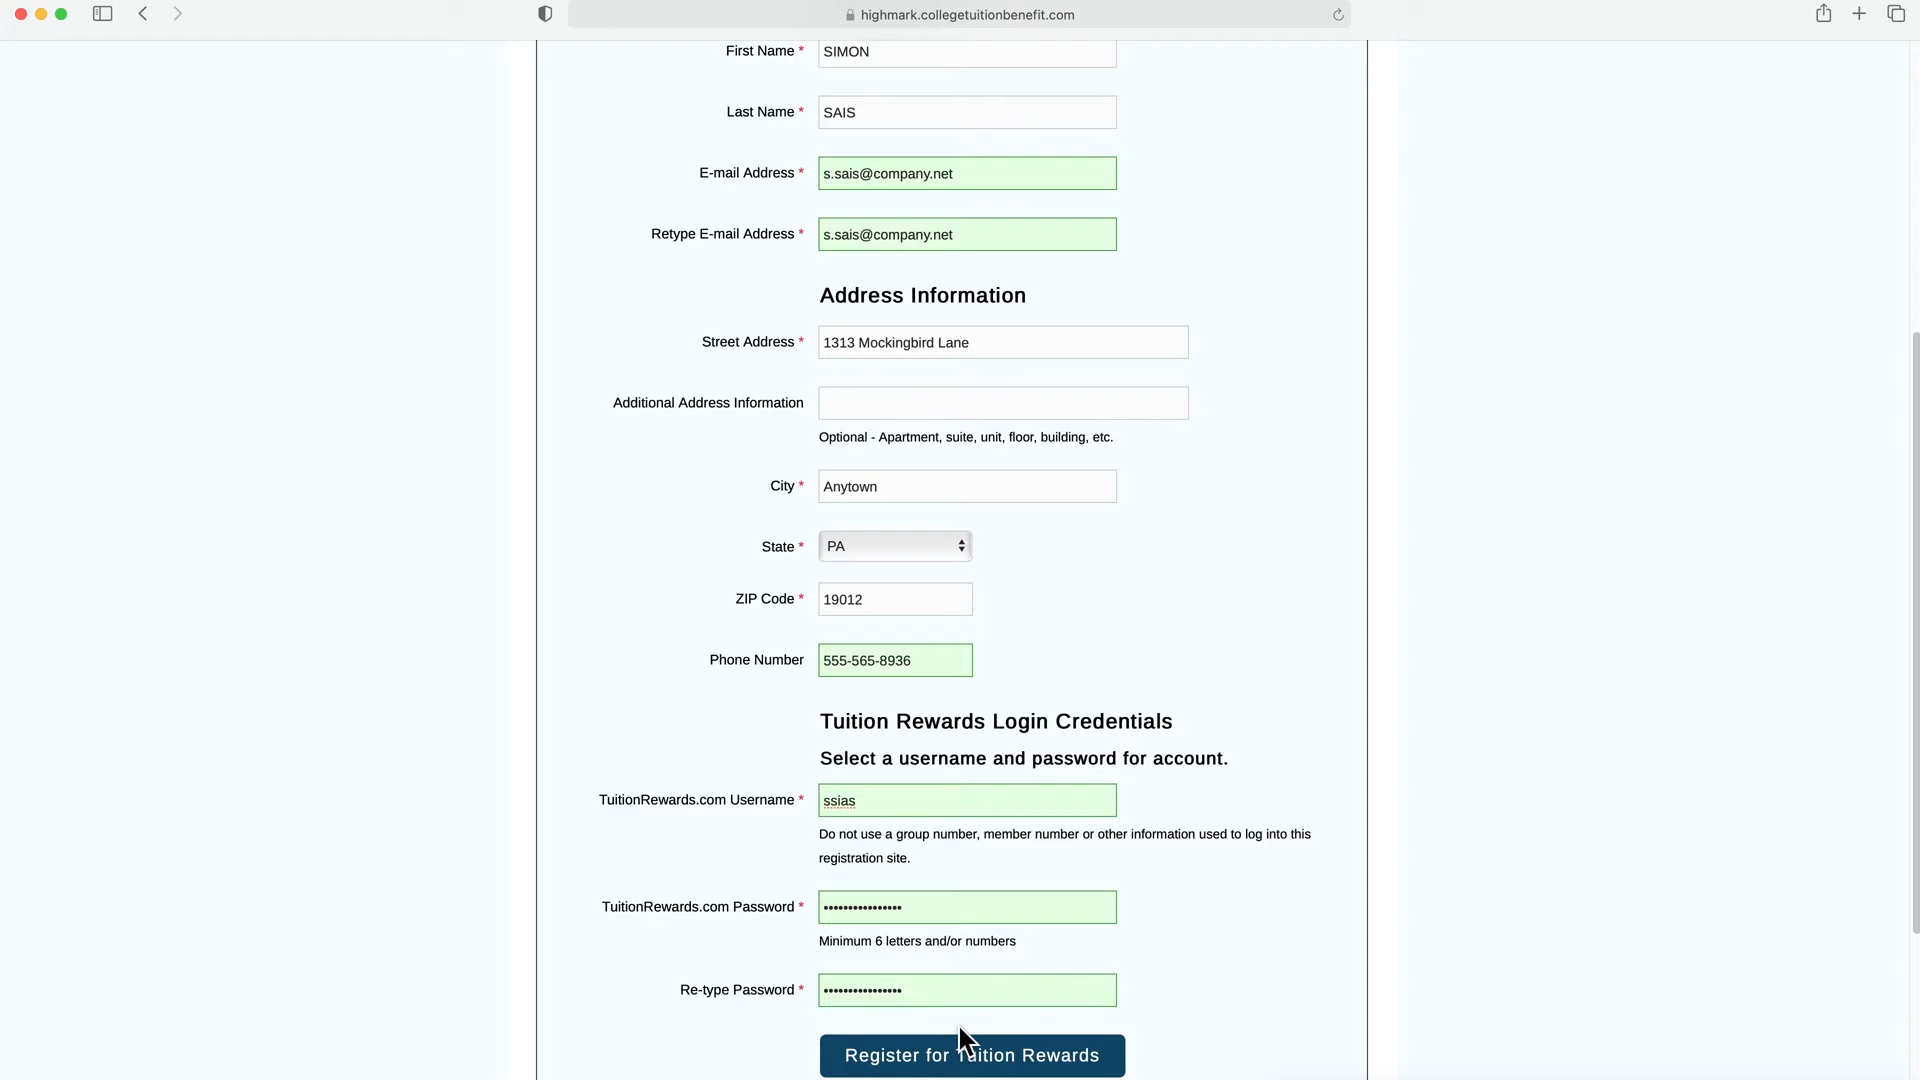 highmark.collegetuitionbenefit.com
First Name * SIMON
Last Name * SAIS
E-mail Address * s.sais@company.net
Retype E-mail Address * s.sais@company.net
Address Information
Street Address * 1313 Mockingbird Lane
Additional Address Information
Optional - Apartment, suite, unit, floor, building, etc.
City * Anytown
State * PA
ZIP Code * 19012
Phone Number 555-565-8936
Tuition Rewards Login Credentials
Select a username and password for account.
TuitionRewards.com Username * ssias
Do not use a group number, member number or other information used to log into this
registration site.
TuitionRewards.com Password * ••••••••••••••••
Minimum 6 letters and/or numbers
Re-type Password * ••••••••••••••••
Register for Tuition Rewards